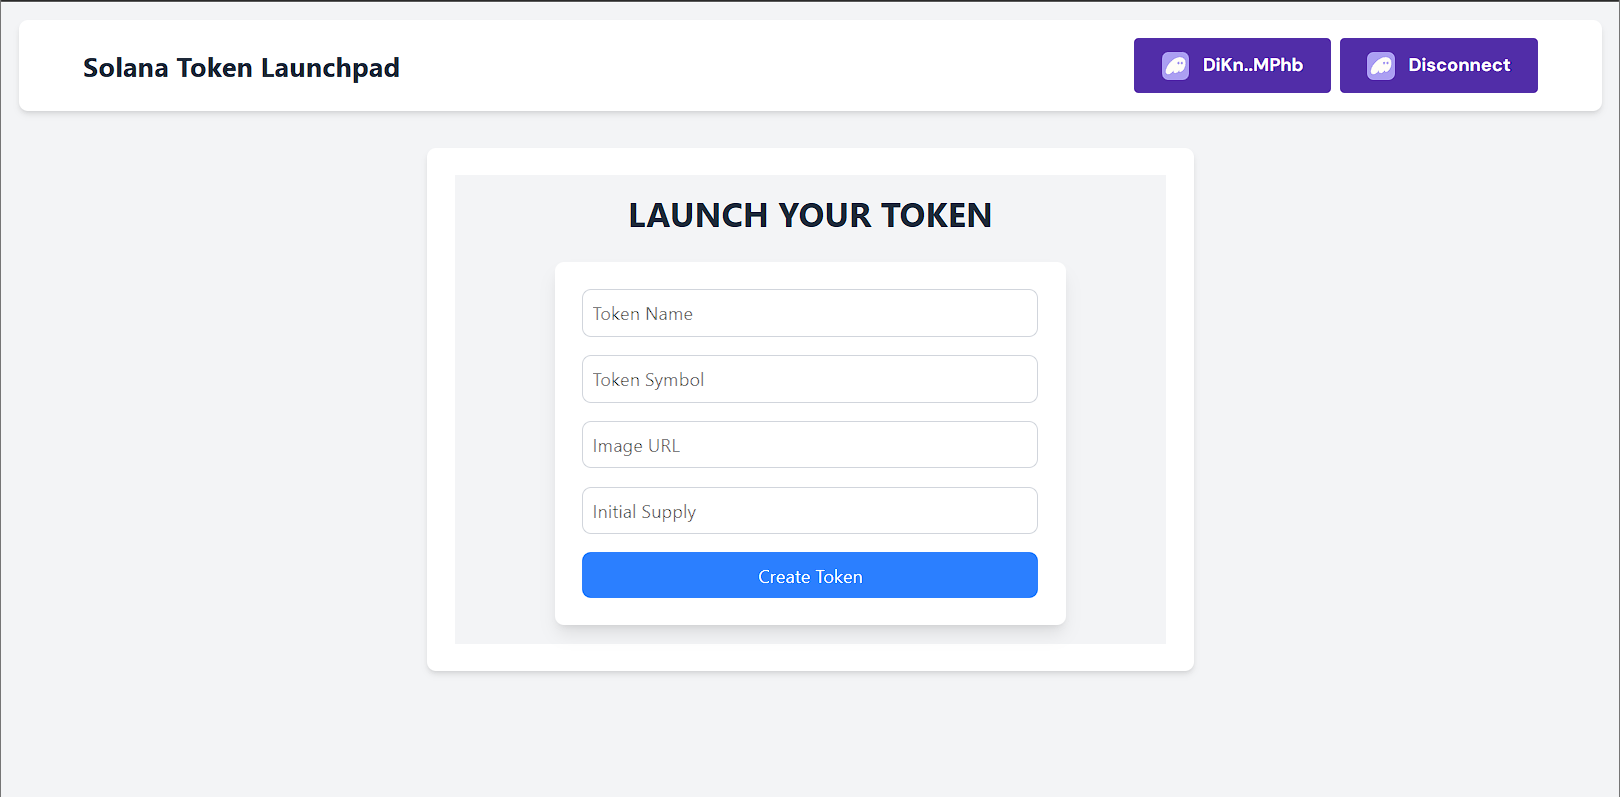 Solana Token Launchpad
DiKn..MPhb
Disconnect
LAUNCH YOUR TOKEN
Token Name
Token Symbol
Image URL
Initial Supply
Create Token